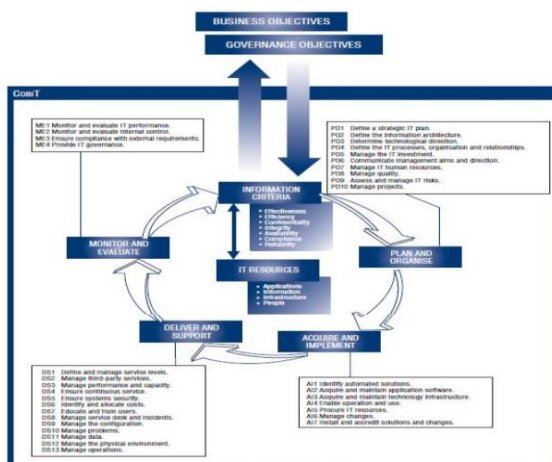 BUSINESS OBJECTIVES
GOVERNANCE OBJECTIVES
COBIT
ME1 Monitor and evaluate IT performance.
ME2 Monitor and evaluate internal control.
ME3 Ensure compliance with external requirements.
ME4 Provide IT governance.
PO1 Define a strategic IT plan.
PO2 Define the information architecture.
PO3 Determine technological direction.
PO4 Define the IT processes, organisation and relationships.
PO5 Manage the IT investment.
PO6 Communicate management aims and direction.
PO7 Manage IT human resources.
PO8 Manage quality.
PO9 Assess and manage IT risks.
PO10 Manage projects.
INFORMATION
CRITERIA
• Effectiveness
• Efficiency
• Confidentiality
• Integrity
• Availability
• Compliance
• Reliability
MONITOR AND
EVALUATE
PLAN AND
ORGANISE
IT RESOURCES
• Applications
• Information
• Infrastructure
• People
DELIVER AND
SUPPORT
ACQUIRE AND
IMPLEMENT
DS1 Define and manage service levels.
DS2 Manage third-party services.
DS3 Manage performance and capacity.
DS4 Ensure continuous service.
DS5 Ensure systems security.
DS6 Identify and allocate costs.
DS7 Educate and train users.
DS8 Manage service desk and incidents.
DS9 Manage the configuration.
DS10 Manage problems.
DS11 Manage data.
DS12 Manage the physical environment.
DS13 Manage operations.
AI1 Identify automated solutions.
AI2 Acquire and maintain application software.
AI3 Acquire and maintain technology infrastructure.
AI4 Enable operation and use.
AI5 Procure IT resources.
AI6 Manage changes.
AI7 Install and accredit solutions and changes.